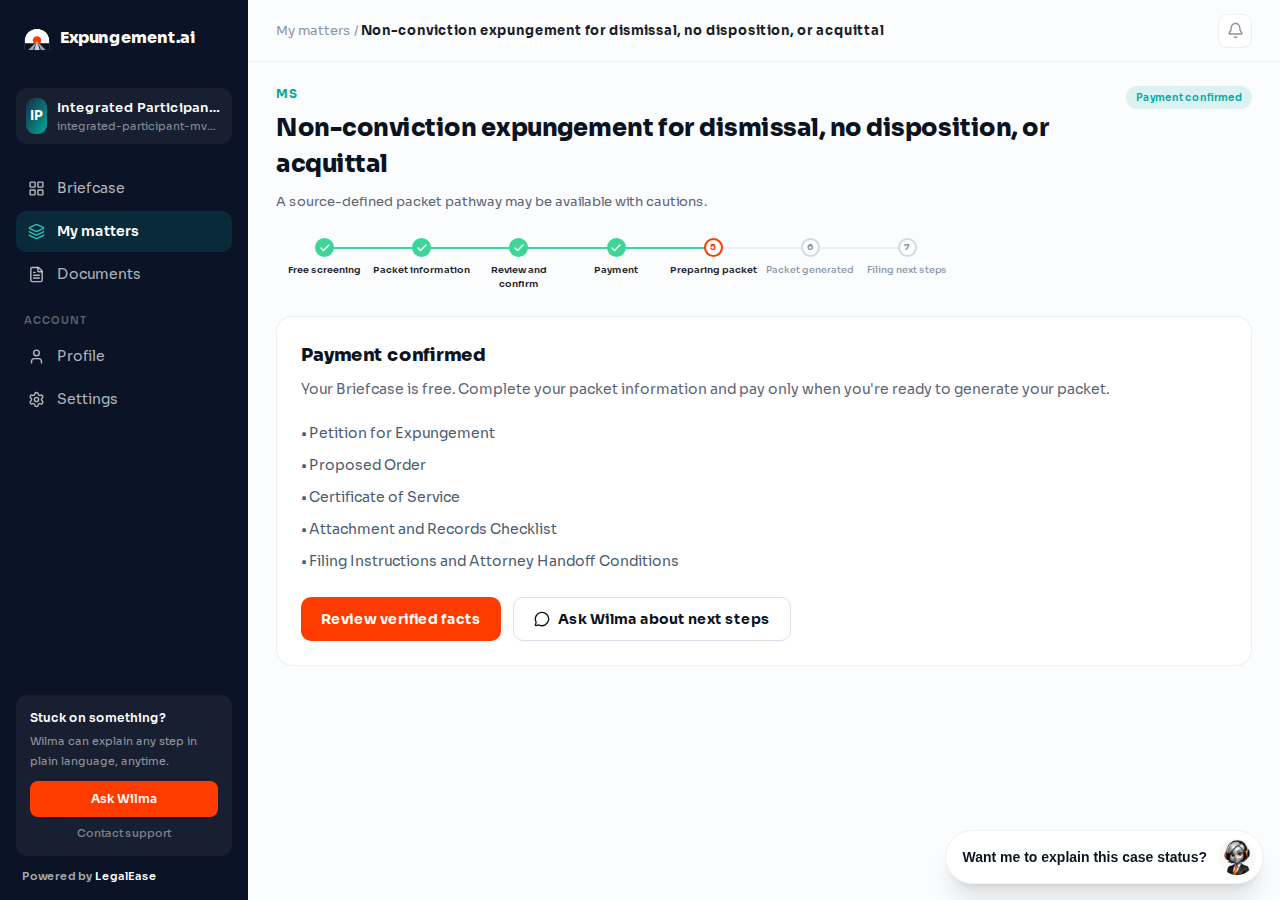 Expungement.ai
IP
Integrated Participan...
integrated-participant-mv...
Briefcase
My matters
Documents
ACCOUNT
Profile
Settings
Stuck on something?
Wilma can explain any step in
plain language, anytime.
Ask Wilma
Contact support
Powered by LegalEase
My matters / Non-conviction expungement for dismissal, no disposition, or acquittal
MS
Payment confirmed
Non-conviction expungement for dismissal, no disposition, or
acquittal
A source-defined packet pathway may be available with cautions.
5
6
7
Free screening
Packet information
Review and
confirm
Payment
Preparing packet
Packet generated
Filing next steps
Payment confirmed
Your Briefcase is free. Complete your packet information and pay only when you're ready to generate your packet.
▪ Petition for Expungement
▪ Proposed Order
▪ Certificate of Service
▪ Attachment and Records Checklist
▪ Filing Instructions and Attorney Handoff Conditions
Review verified facts
Ask Wilma about next steps
Want me to explain this case status?